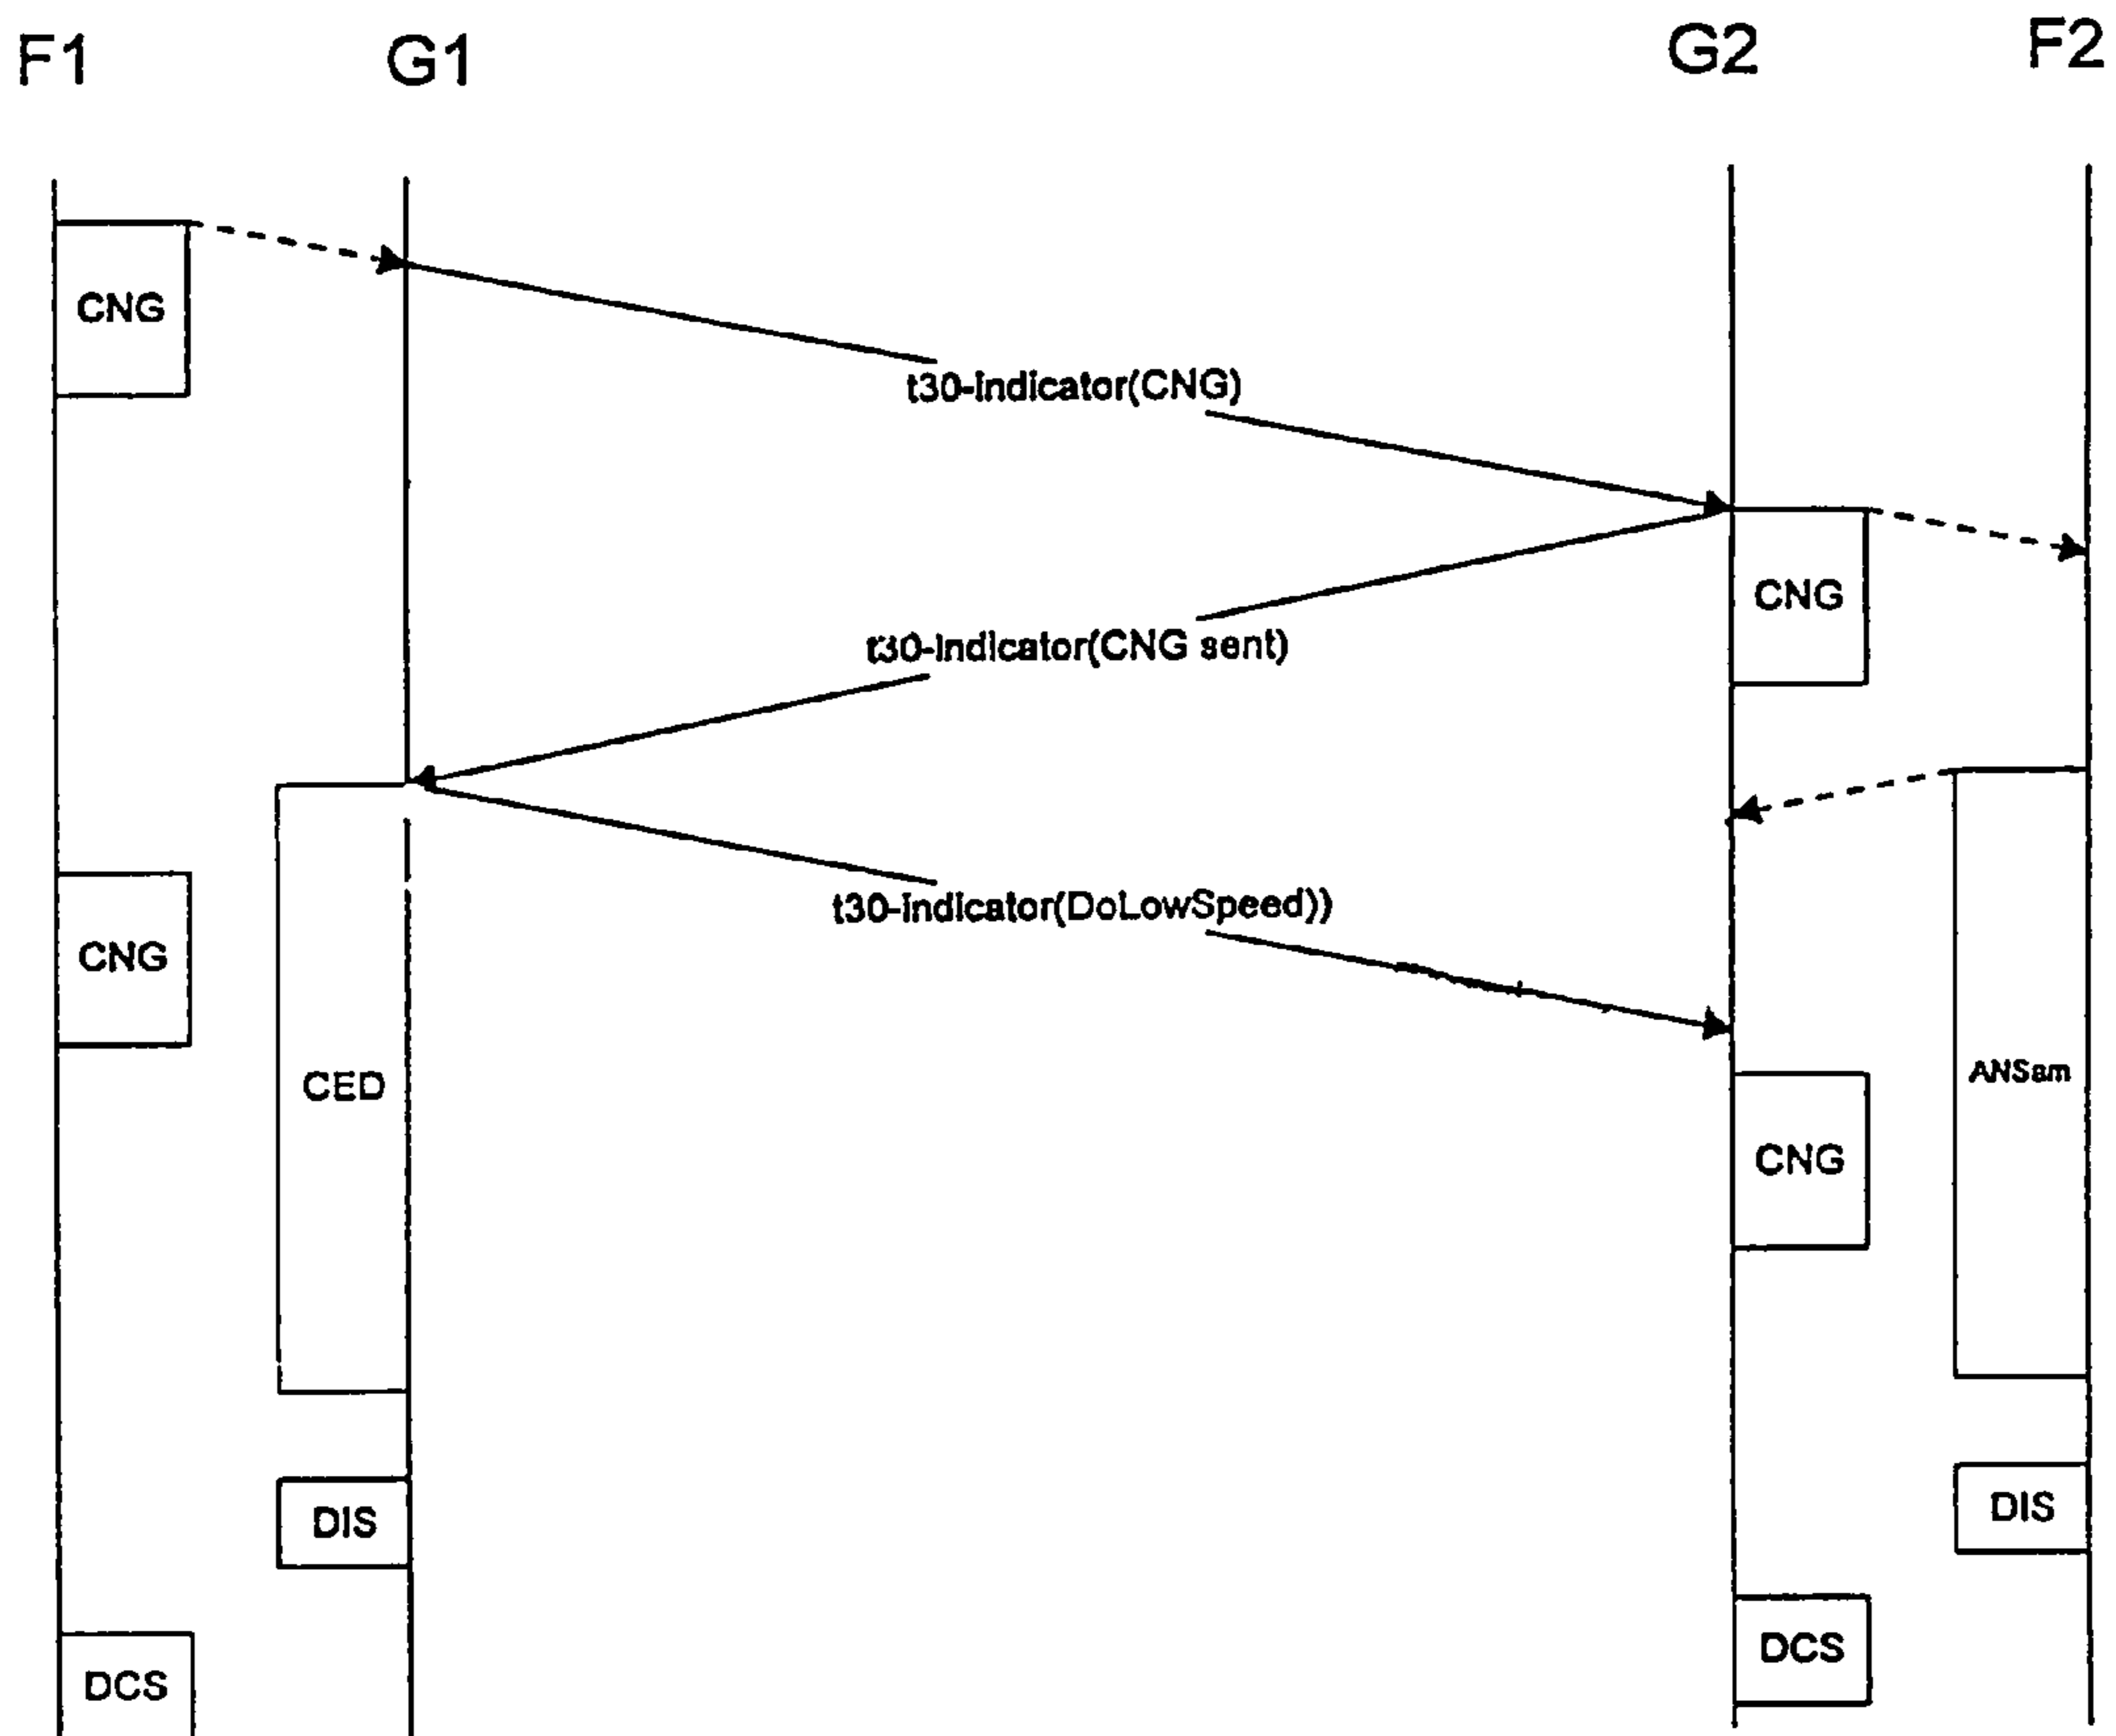 F1 G1 G2 F2
CNG
t30-Indicator(CNG)
CNG
t30-Indicator(CNG sent)
t30-Indicator(DoLowSpeed))
CNG
CED
ANSam
CNG
DIS
DIS
DCS
DCS